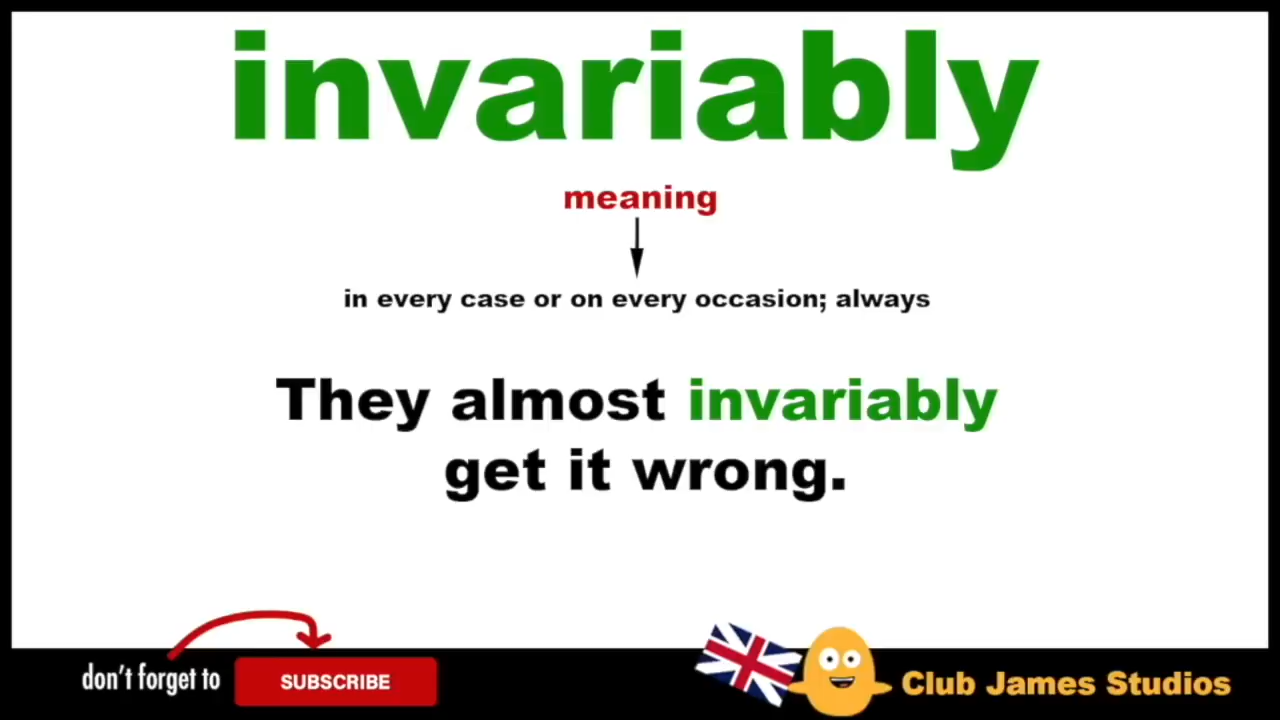 invariably
meaning
in every case or on every occasion; always
They almost invariably
get it wrong.
don't forget to
SUBSCRIBE
Club James Studios